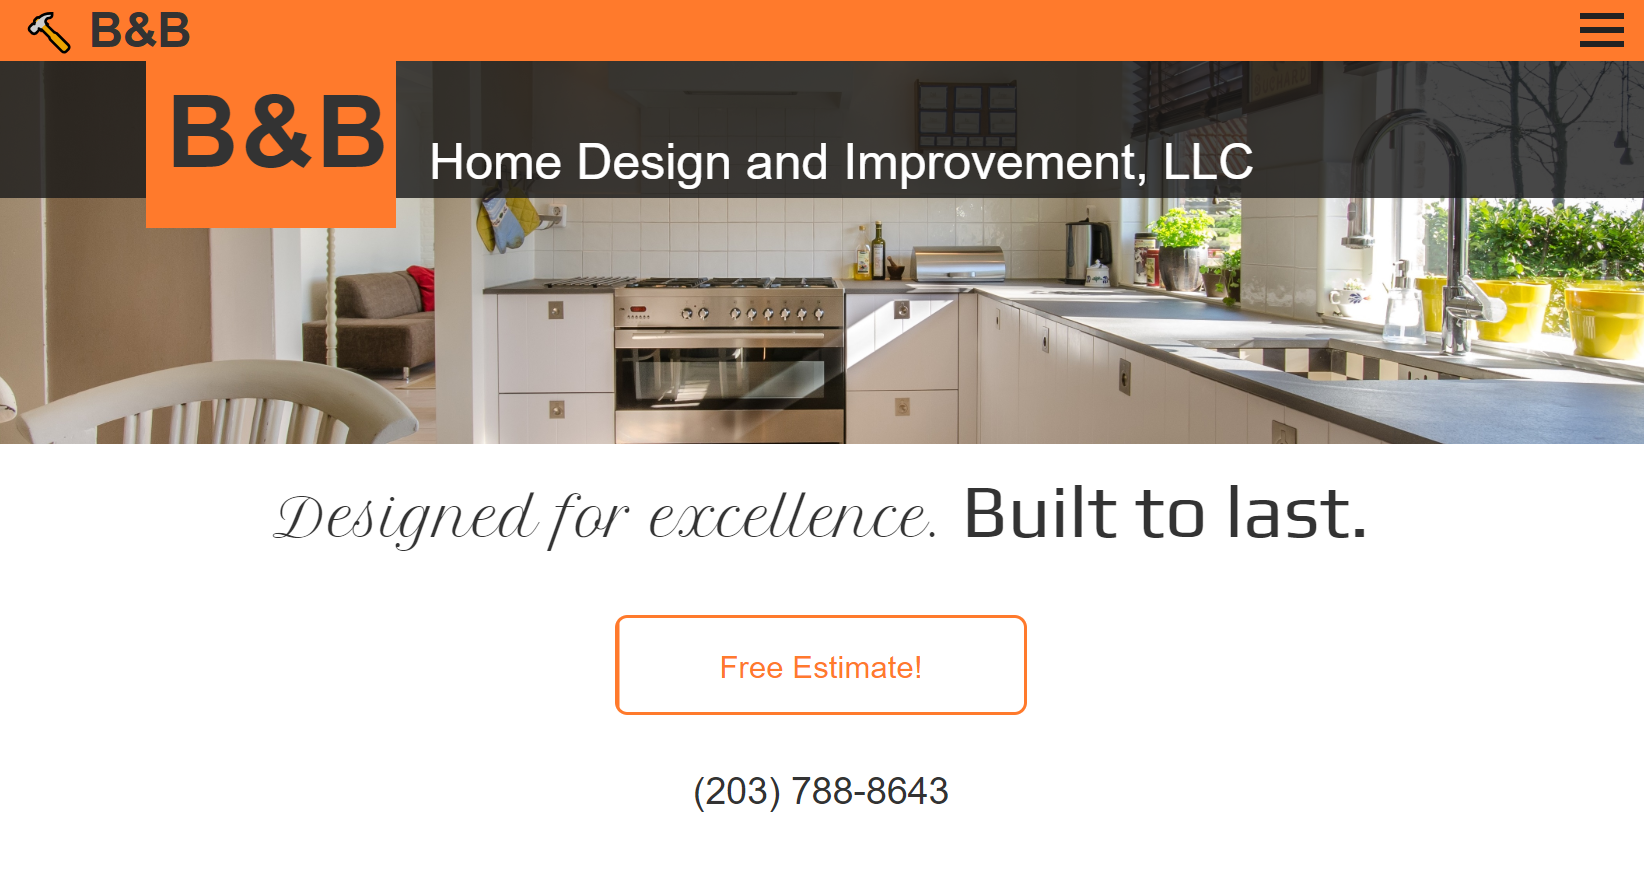 B&B
B&B
Home Design and Improvement, LLC
Designed for excellence. Built to last.
Free Estimate!
(203) 788-8643